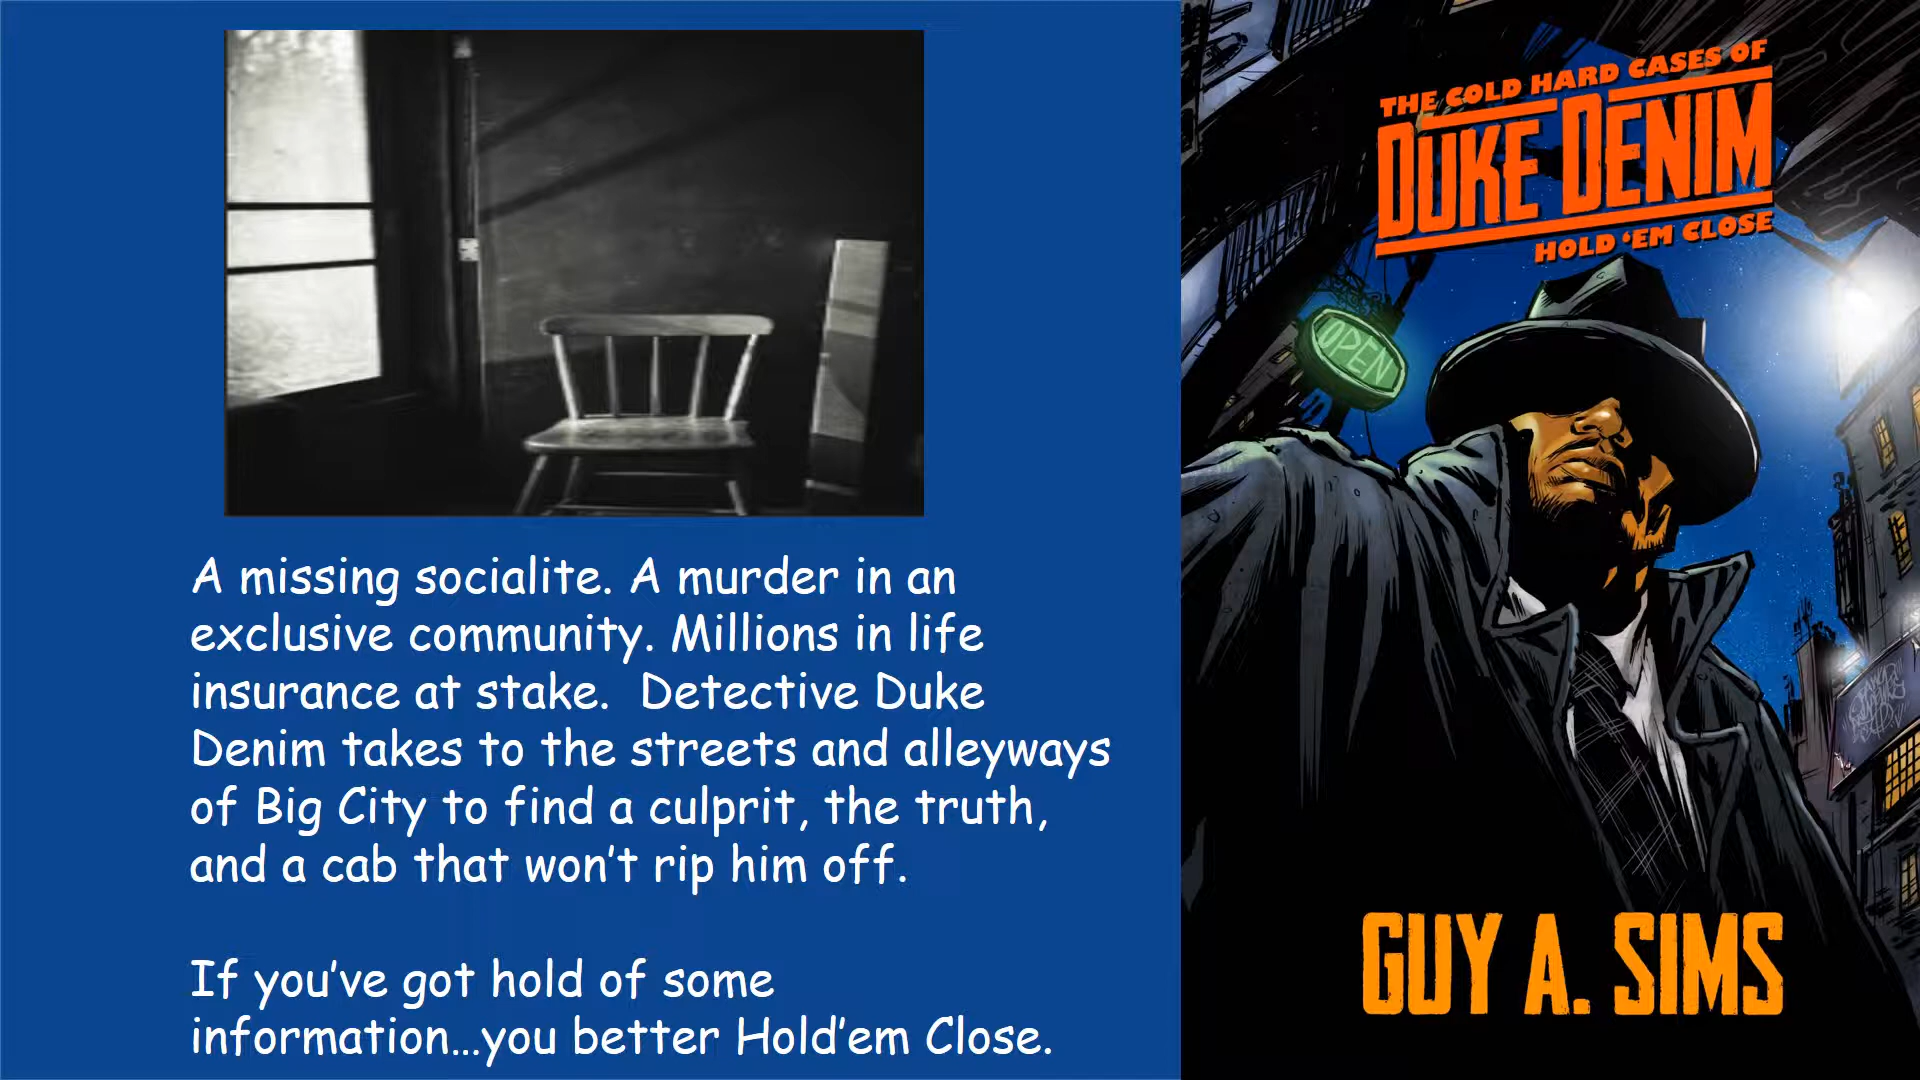 A missing socialite. A murder in an
exclusive community. Millions in life
insurance at stake.  Detective Duke
Denim takes to the streets and alleyways
of Big City to find a culprit, the truth,
and a cab that won’t rip him off.
If you’ve got hold of some
information…you better Hold’em Close.
THE COLD HARD CASES OF
DUKE DENIM
HOLD ‘EM CLOSE
OPEN
GUY A. SIMS